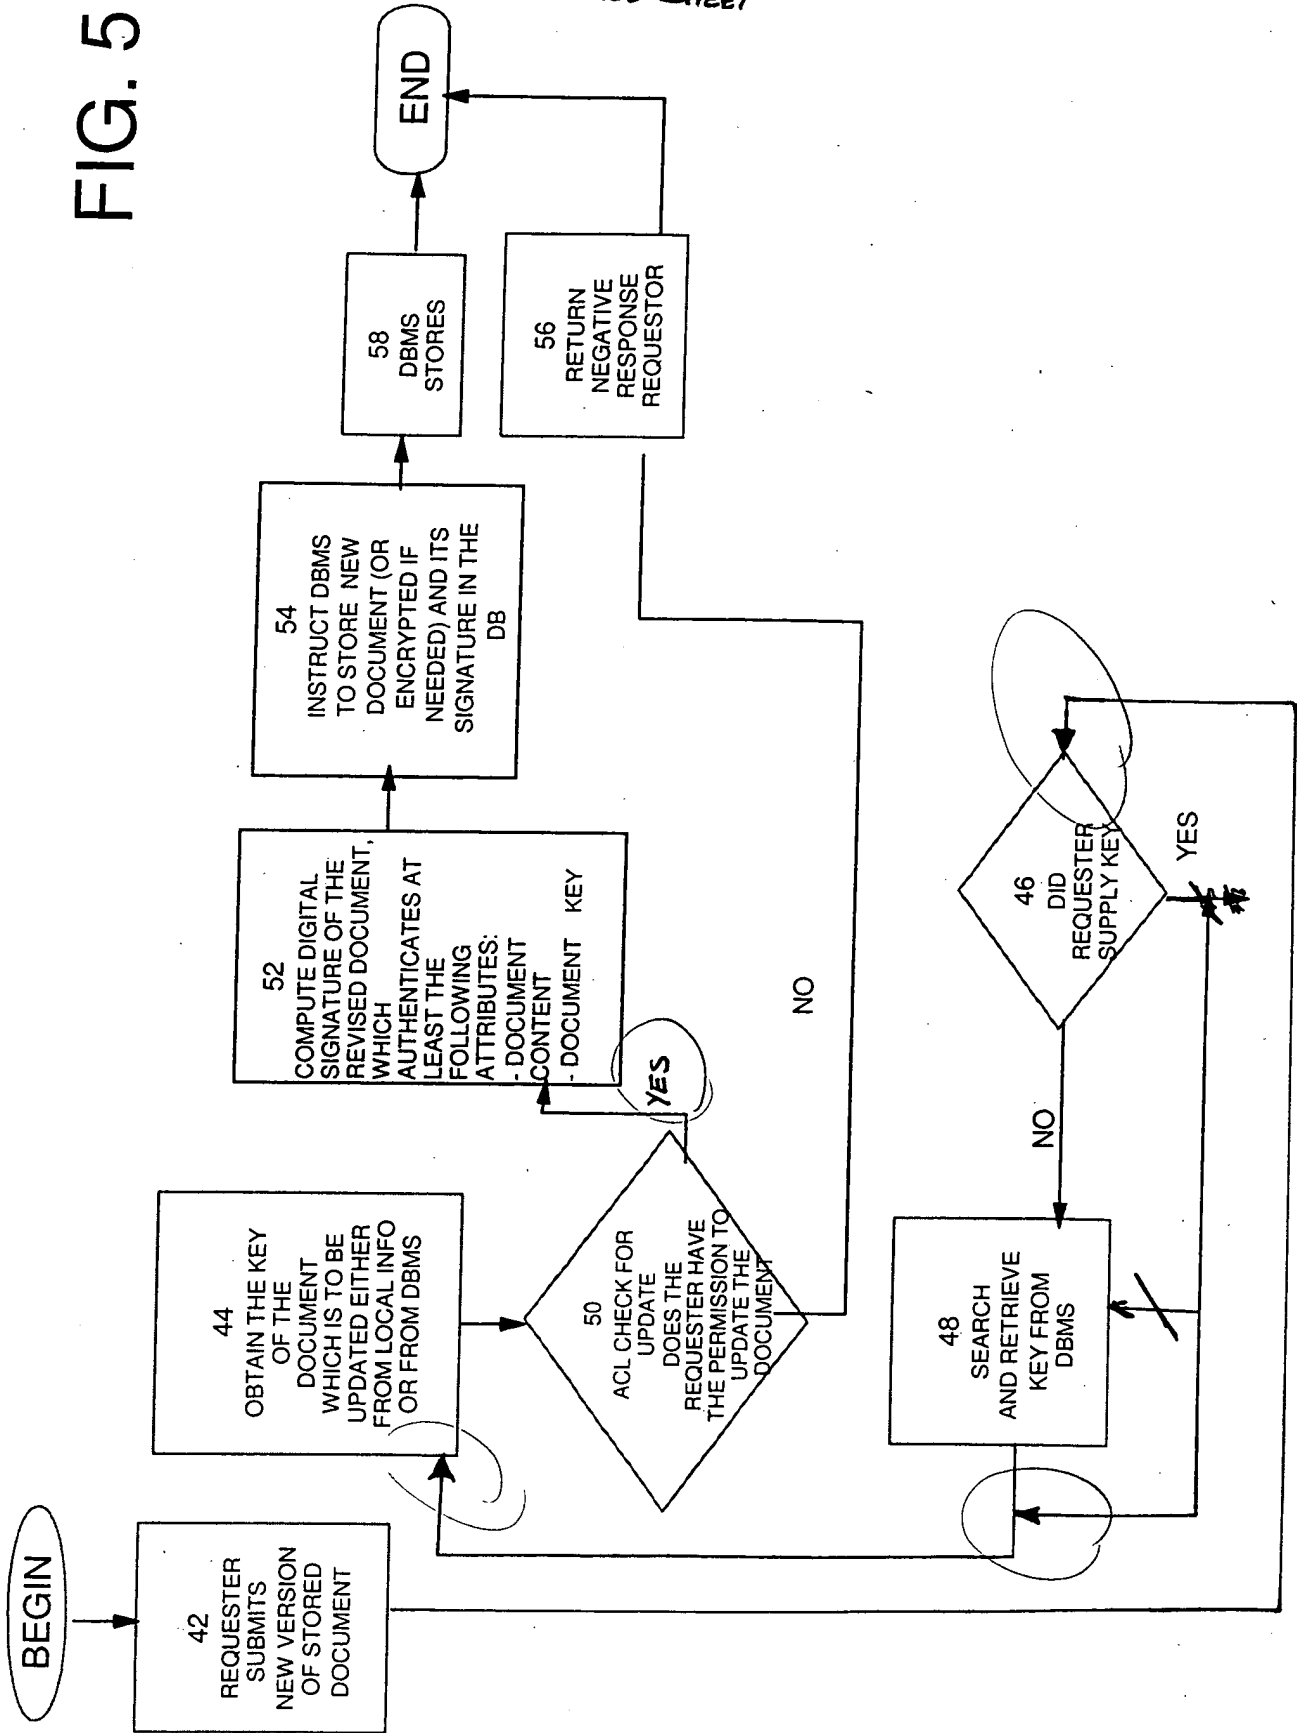 FIG. 5
BEGIN
42
REQUESTER
SUBMITS
NEW VERSION
OF STORED
DOCUMENT
44
OBTAIN THE KEY
OF THE
DOCUMENT
WHICH IS TO BE
UPDATED EITHER
FROM LOCAL INFO
OR FROM DBMS
50
ACL CHECK FOR
UPDATE
DOES THE
REQUESTER HAVE
THE PERMISSION TO
UPDATE THE
DOCUMENT
YES
NO
52
COMPUTE DIGITAL
SIGNATURE OF THE
REVISED DOCUMENT,
WHICH
AUTHENTICATES AT
LEAST THE
FOLLOWING
ATTRIBUTES:
- DOCUMENT
CONTENT
- DOCUMENT KEY
54
INSTRUCT DBMS
TO STORE NEW
DOCUMENT (OR
ENCRYPTED IF
NEEDED) AND ITS
SIGNATURE IN THE
DB
58
DBMS
STORES
56
RETURN
NEGATIVE
RESPONSE
REQUESTOR
END
46
DID
REQUESTER
SUPPLY KEY
YES
NO
48
SEARCH
AND RETRIEVE
KEY FROM
DBMS
SHEET